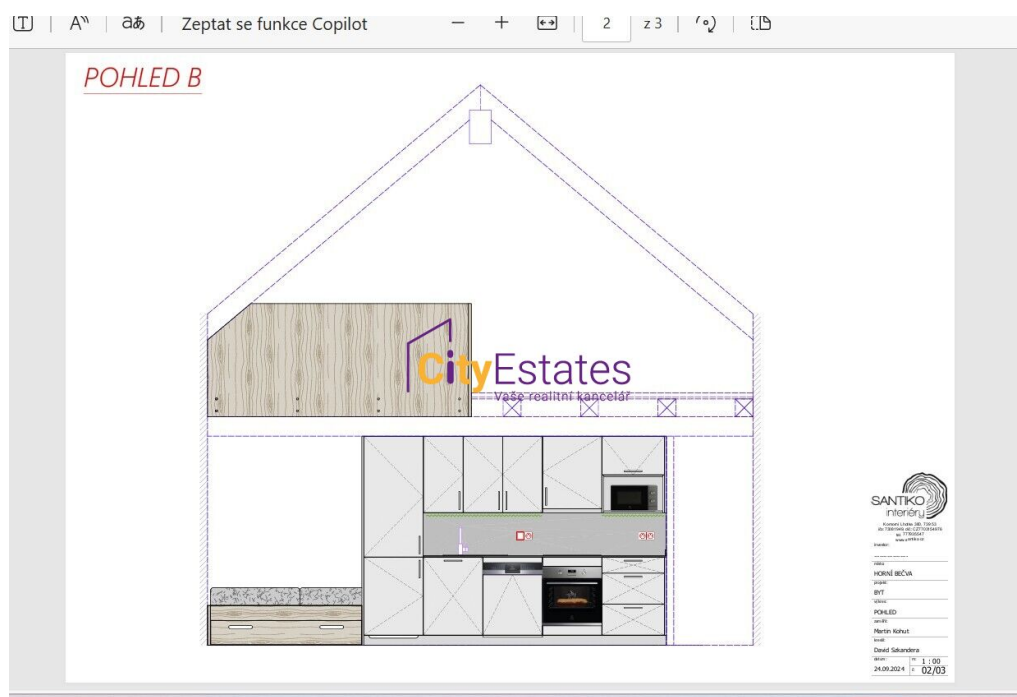 Zeptat se funkce Copilot
2
z 3
POHLED B
CityEstates
Vaše realitní kancelář
SANTIKO
interiéry
HORNÍ BEČVA
BYT
POHLED
Martin Kohut
David Szkandera
24.09.2024
1 : 00
02/03